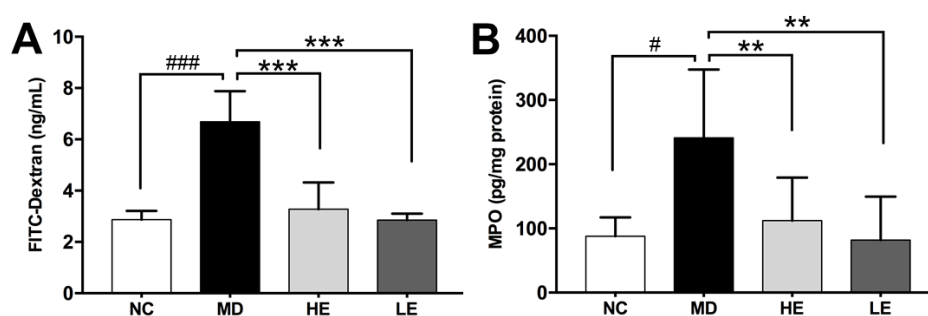 A
FITC-Dextran (ng/mL)
10
8
6
4
2
0
###
***
***
NC MD HE LE
B
MPO (pg/mg protein)
400
300
200
100
0
#
**
**
NC MD HE LE